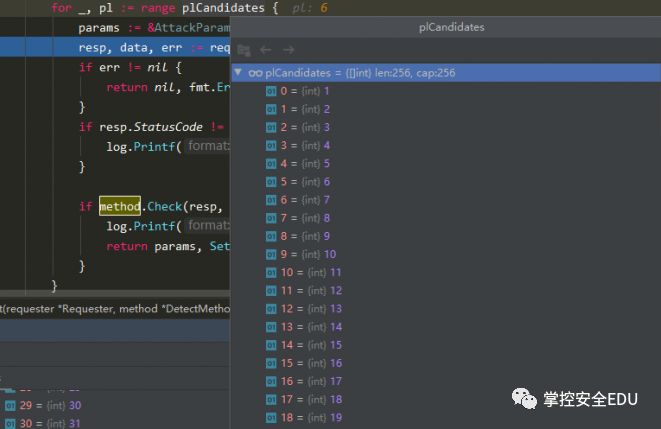 for _, pl := range plCandidates { pl: 6
params := &AttackParam
resp, data, err := req
if err != nil {
return nil, fmt.Er
}
if resp.StatusCode !=
log.Printf( format:
}
if method.Check(resp,
log.Printf( format:
return params, Set
}
}
t(requester *Requester, method *DetectMetho
29 = {int} 30
30 = {int} 31
plCandidates
plCandidates = {[]int} len:256, cap:256
0 = {int} 1
1 = {int} 2
2 = {int} 3
3 = {int} 4
4 = {int} 5
5 = {int} 6
6 = {int} 7
7 = {int} 8
8 = {int} 9
9 = {int} 10
10 = {int} 11
11 = {int} 12
12 = {int} 13
13 = {int} 14
14 = {int} 15
15 = {int} 16
16 = {int} 17
17 = {int} 18
18 = {int} 19
掌控安全EDU